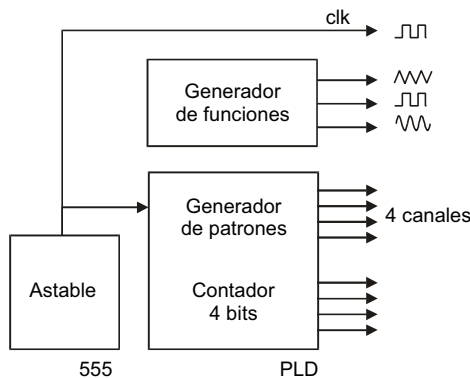 clk
Generador
de funciones
Generador
de patrones
4 canales
Astable
Contador
4 bits
555
PLD